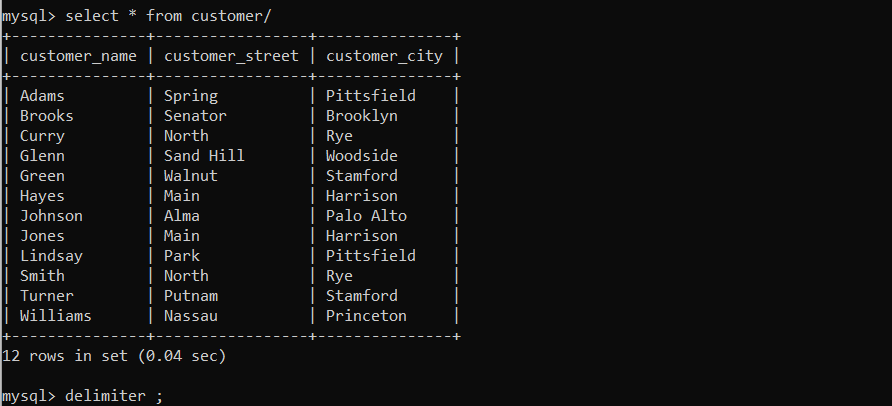 mysql> select * from customer/
+---------------+-----------------+---------------+
| customer_name | customer_street | customer_city |
+---------------+-----------------+---------------+
| Adams         | Spring          | Pittsfield    |
| Brooks        | Senator         | Brooklyn      |
| Curry         | North           | Rye           |
| Glenn         | Sand Hill       | Woodside      |
| Green         | Walnut          | Stamford      |
| Hayes         | Main            | Harrison      |
| Johnson       | Alma            | Palo Alto     |
| Jones         | Main            | Harrison      |
| Lindsay       | Park            | Pittsfield    |
| Smith         | North           | Rye           |
| Turner        | Putnam          | Stamford      |
| Williams      | Nassau          | Princeton     |
+---------------+-----------------+---------------+
12 rows in set (0.04 sec)
mysql> delimiter ;